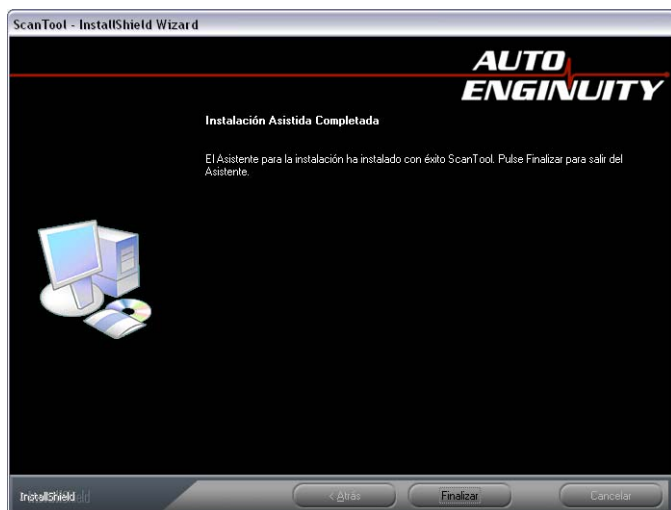 ScanTool - InstallShield Wizard
AUTO
ENGINUITY
Instalación Asistida Completada
El Asistente para la instalación ha instalado con éxito ScanTool. Pulse Finalizar para salir del
Asistente.
InstallShield
< Atrás
Finalizar
Cancelar